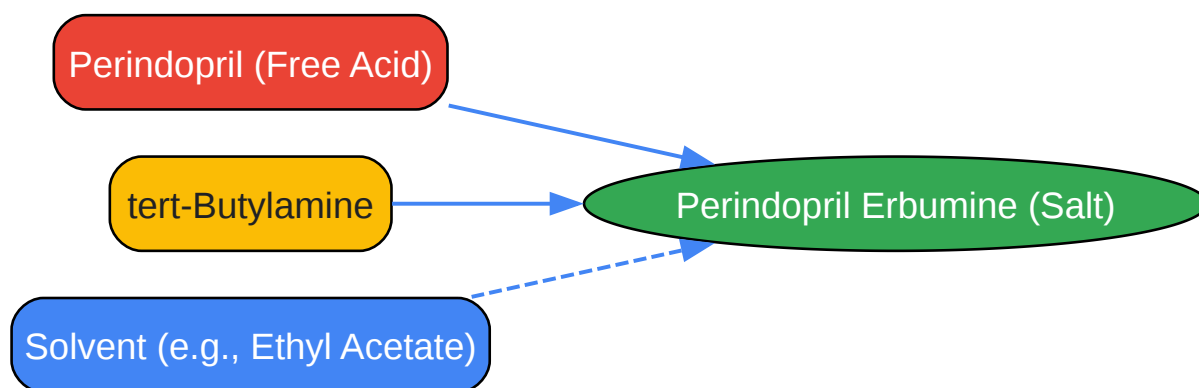 Perindopril (Free Acid)
tert-Butylamine
Perindopril Erbumine (Salt)
Solvent (e.g., Ethyl Acetate)